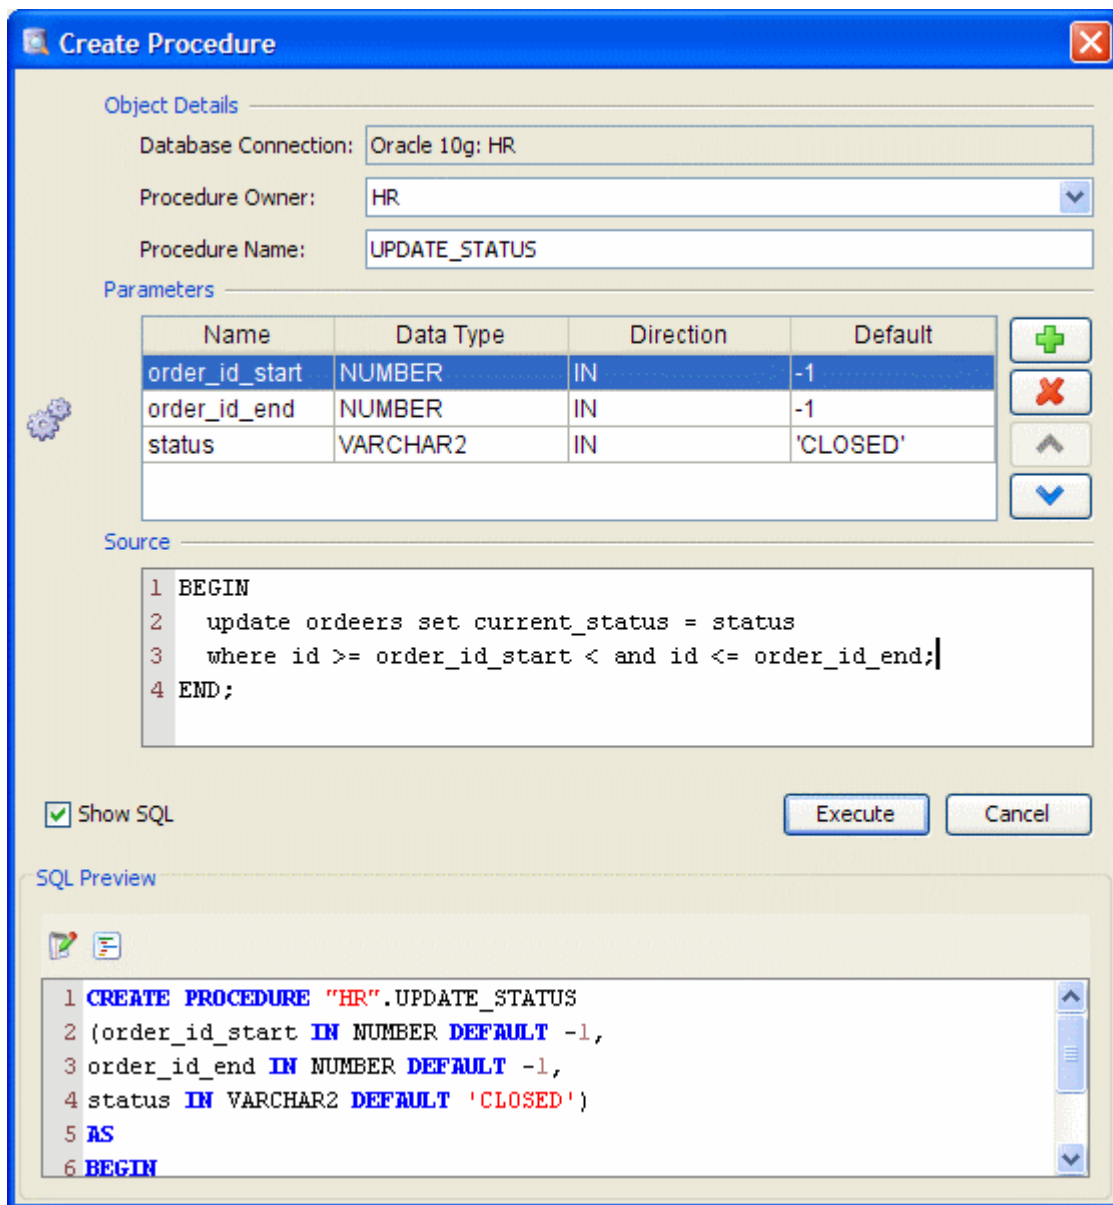 Create Procedure
Object Details
Database Connection: Oracle 10g: HR
Procedure Owner: HR
Procedure Name: UPDATE_STATUS
Parameters
Name Data Type Direction Default
order_id_start NUMBER IN -1
order_id_end NUMBER IN -1
status VARCHAR2 IN 'CLOSED'
Source
1 BEGIN
2 update ordeers set current_status = status
3 where id >= order_id_start < and id <= order_id_end;
4 END;
Show SQL Execute Cancel
SQL Preview
1 CREATE PROCEDURE "HR".UPDATE_STATUS
2 (order_id_start IN NUMBER DEFAULT -1,
3 order_id_end IN NUMBER DEFAULT -1,
4 status IN VARCHAR2 DEFAULT 'CLOSED')
5 AS
6 BEGIN